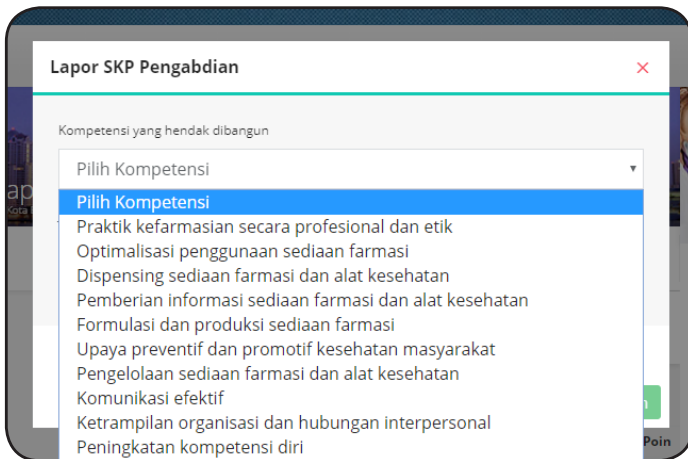 Lapor SKP Pengabdian
×
Kompetensi yang hendak dibangun
Pilih Kompetensi
Pilih Kompetensi
Praktik kefarmasian secara profesional dan etik
Optimalisasi penggunaan sediaan farmasi
Dispensing sediaan farmasi dan alat kesehatan
Pemberian informasi sediaan farmasi dan alat kesehatan
Formulasi dan produksi sediaan farmasi
Upaya preventif dan promotif kesehatan masyarakat
Pengelolaan sediaan farmasi dan alat kesehatan
Komunikasi efektif
Ketrampilan organisasi dan hubungan interpersonal
Peningkatan kompetensi diri
Poin